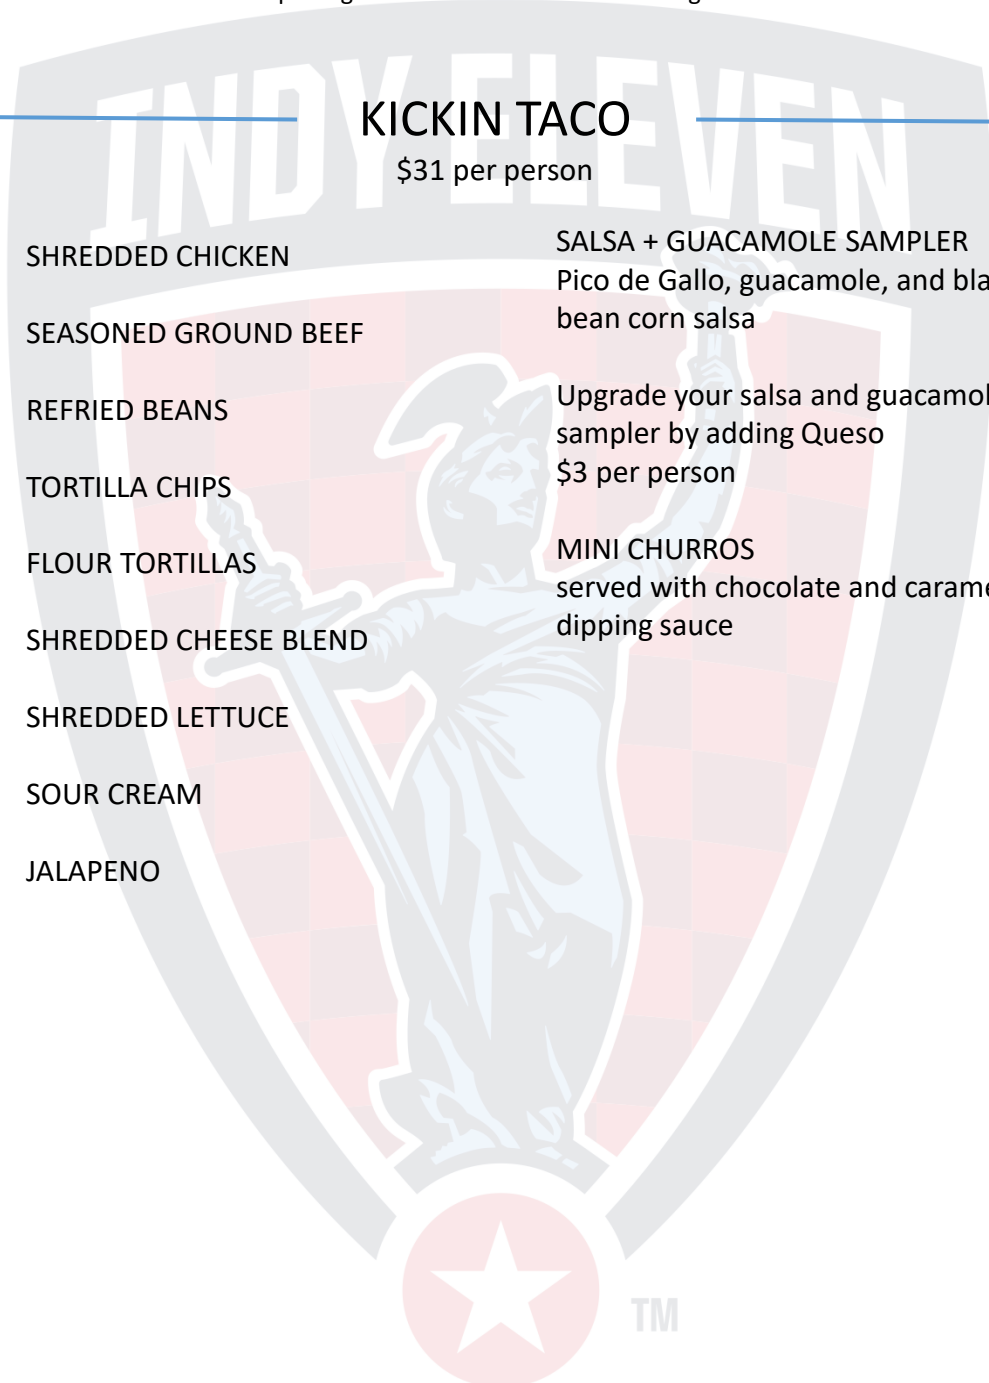 INDY ELEVEN
KICKIN TACO
$31 per person
SHREDDED CHICKEN
SEASONED GROUND BEEF
REFRIED BEANS
TORTILLA CHIPS
FLOUR TORTILLAS
SHREDDED CHEESE BLEND
SHREDDED LETTUCE
SOUR CREAM
JALAPENO
SALSA + GUACAMOLE SAMPLER
Pico de Gallo, guacamole, and
bean corn salsa
Upgrade your salsa and
sampler by adding Queso
$3 per person
MINI CHURROS
served with chocolate and
dipping sauce
TM